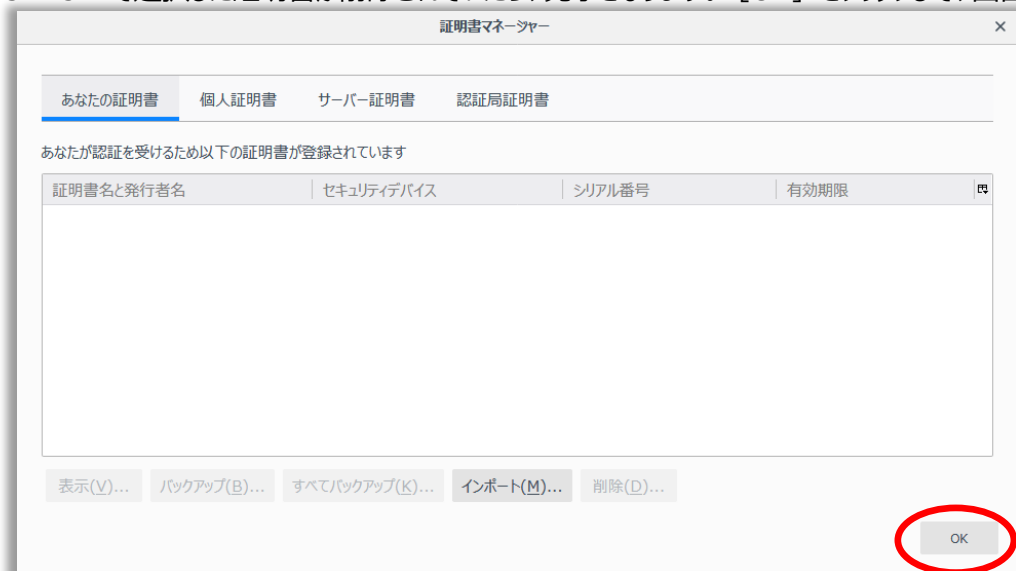 証明書マネージャー
あなたの証明書 個人証明書 サーバー証明書 認証局証明書
あなたが認証を受けるため以下の証明書が登録されています
証明書名と発行者名 セキュリティデバイス シリアル番号 有効期限
表示(V)... バックアップ(B)... すべてバックアップ(K)... インポート(M)... 削除(D)...
OK